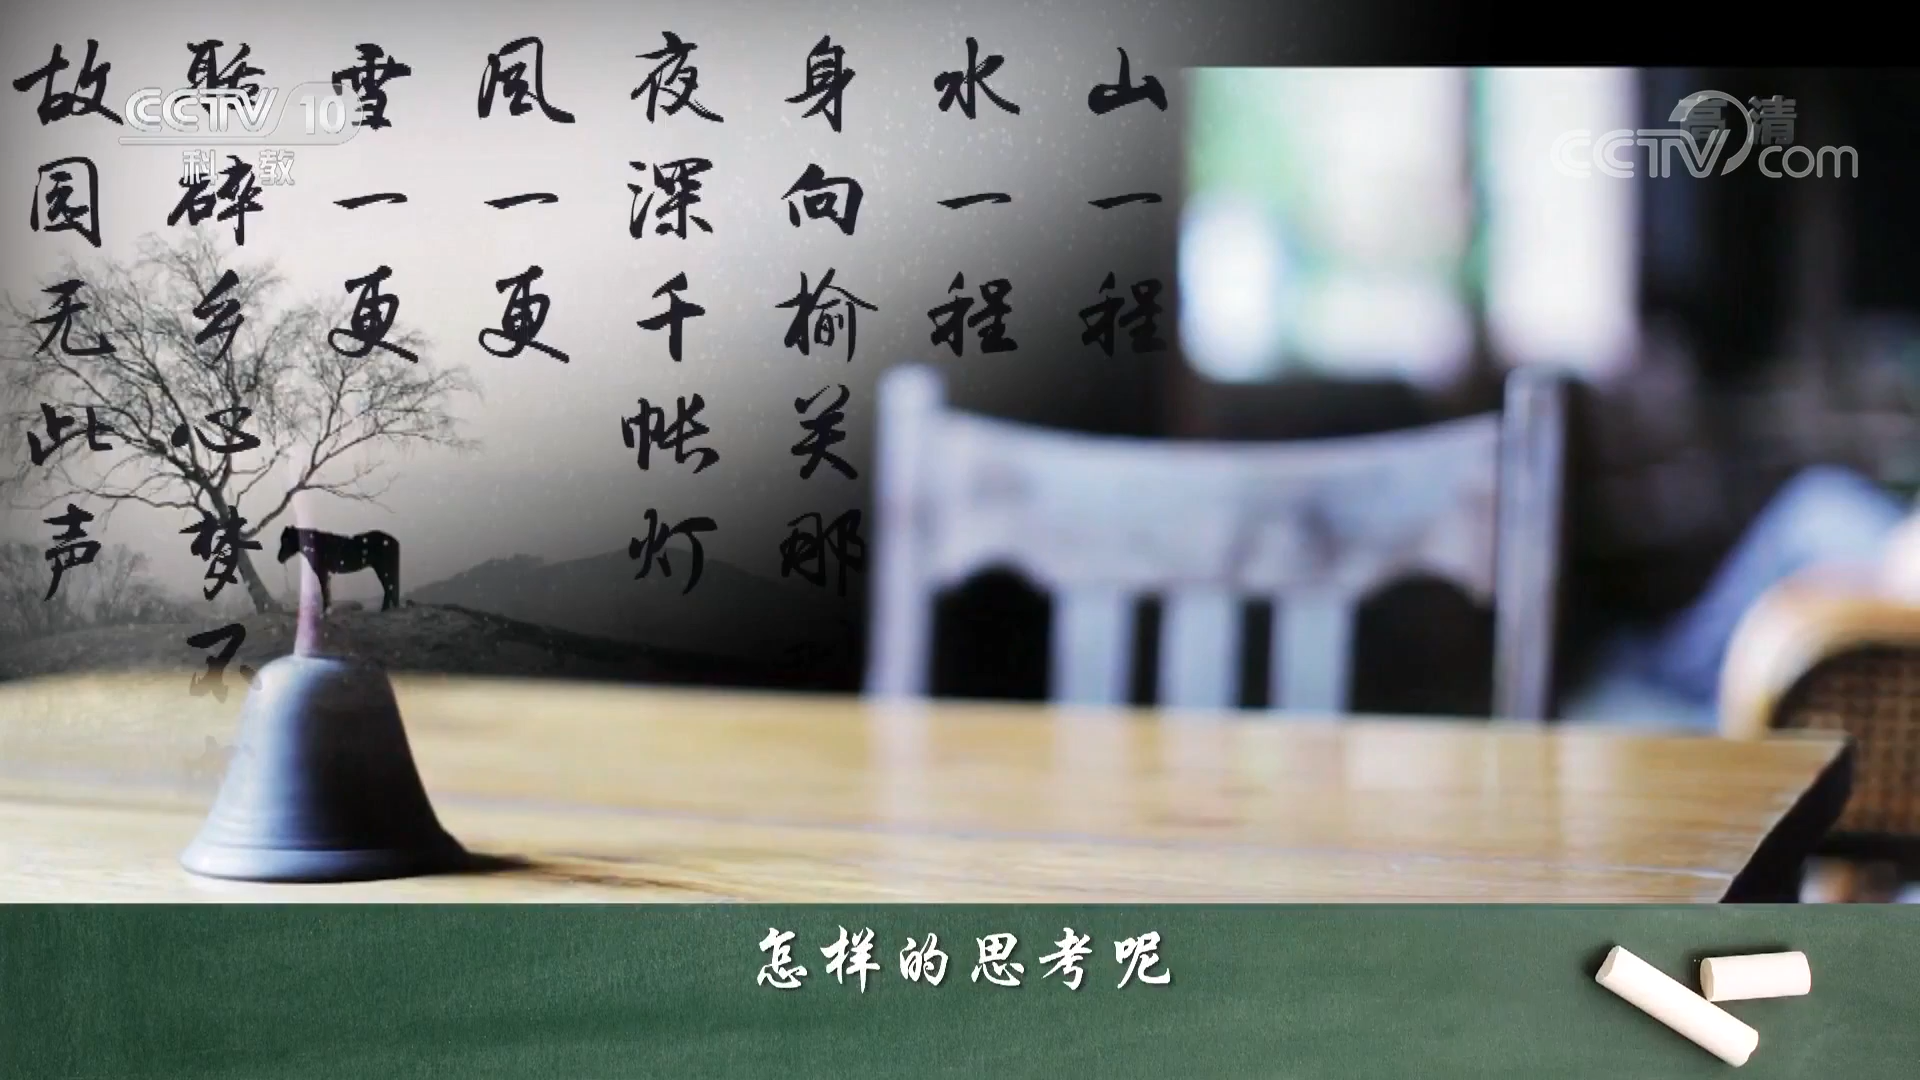 山一程
水一程
身向榆关那
夜深千帐灯
风一更
雪一更
聒碎乡心梦不
故园无此声
CCTV 10
科教
高清
CCTV.com
怎样的思考呢